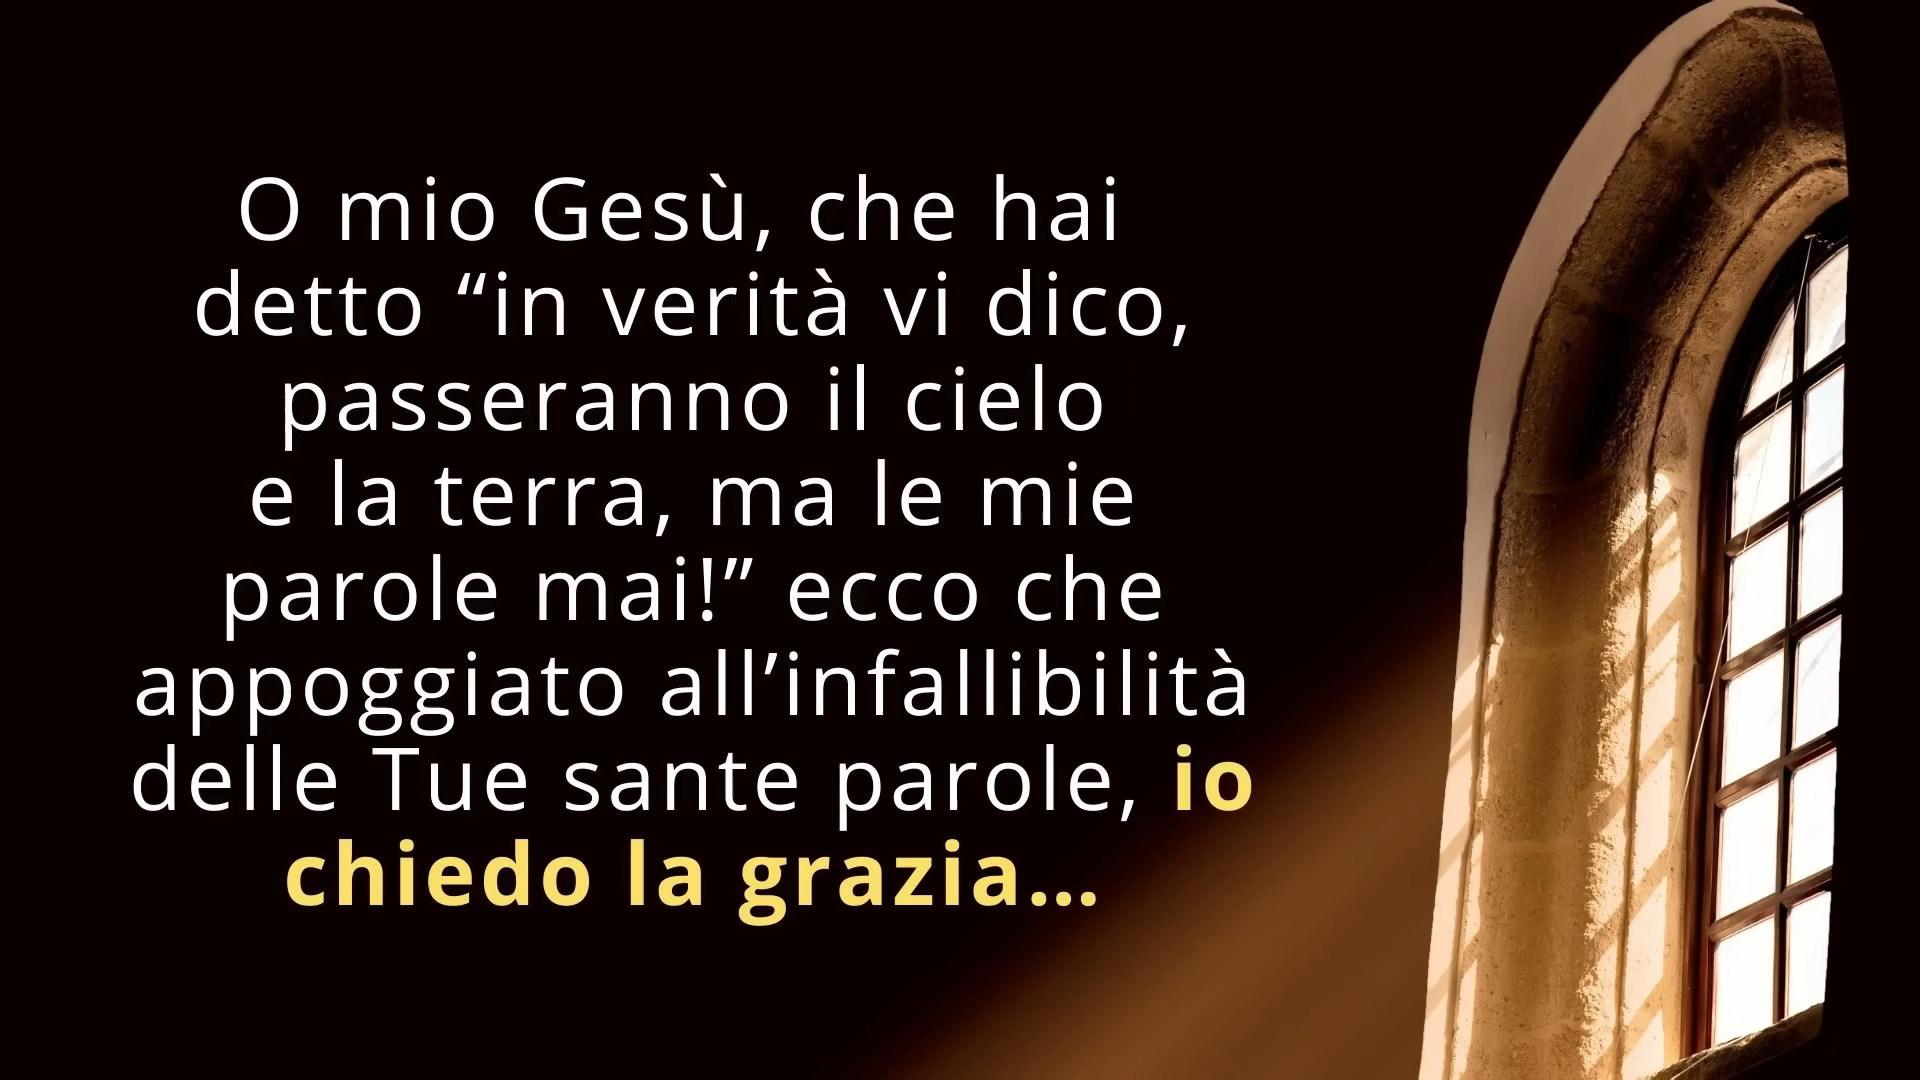 O mio Gesù, che hai
detto “in verità vi dico,
passeranno il cielo
e la terra, ma le mie
parole mai!” ecco che
appoggiato all’infallibilità
delle Tue sante parole, io
chiedo la grazia...